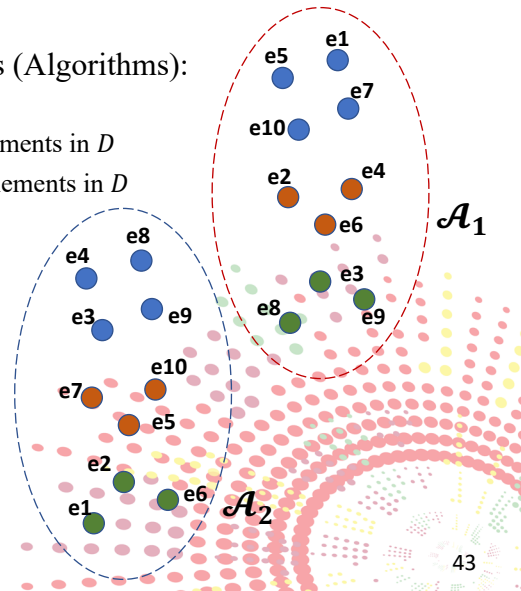 s (Algorithms):
ements in D
lements in D
e1
e5
e7
e10
e2
e4
e6
e3
e8
e9
𝒜1
e8
e4
e3
e9
e10
e7
e5
e2
e6
e1
𝒜2
43